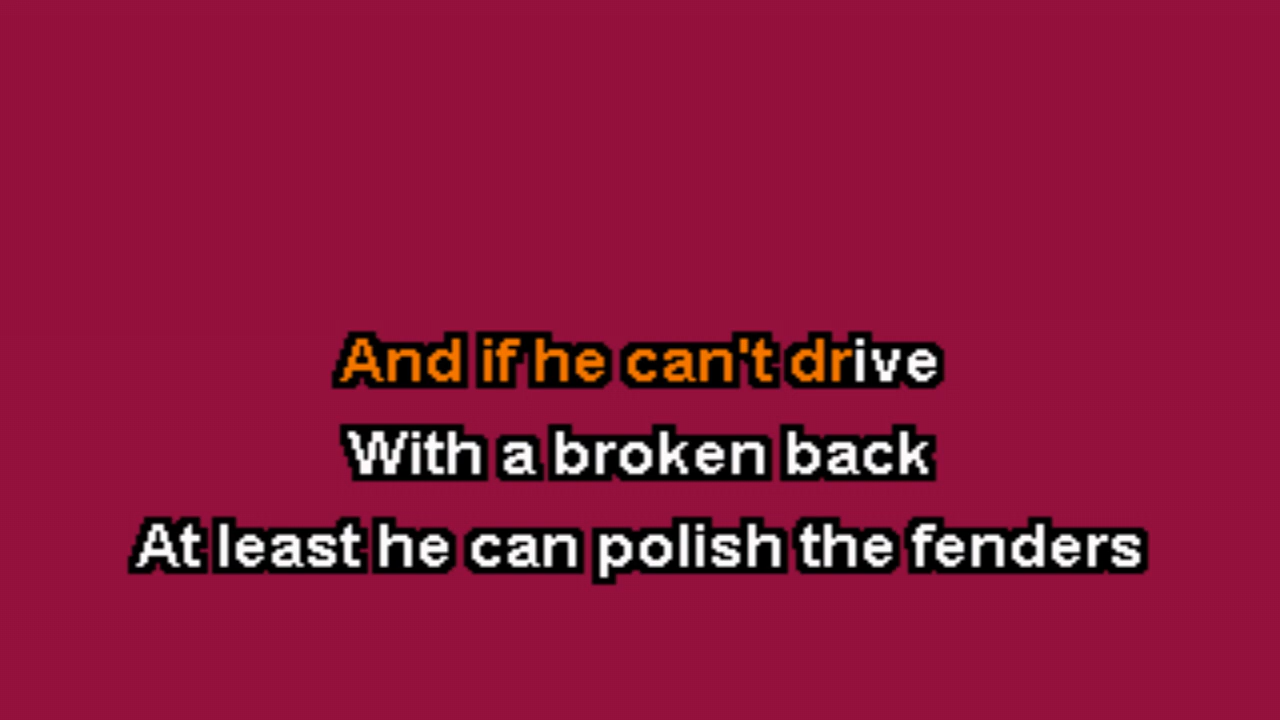 And if he can't drive
With a broken back
At least he can polish the fenders